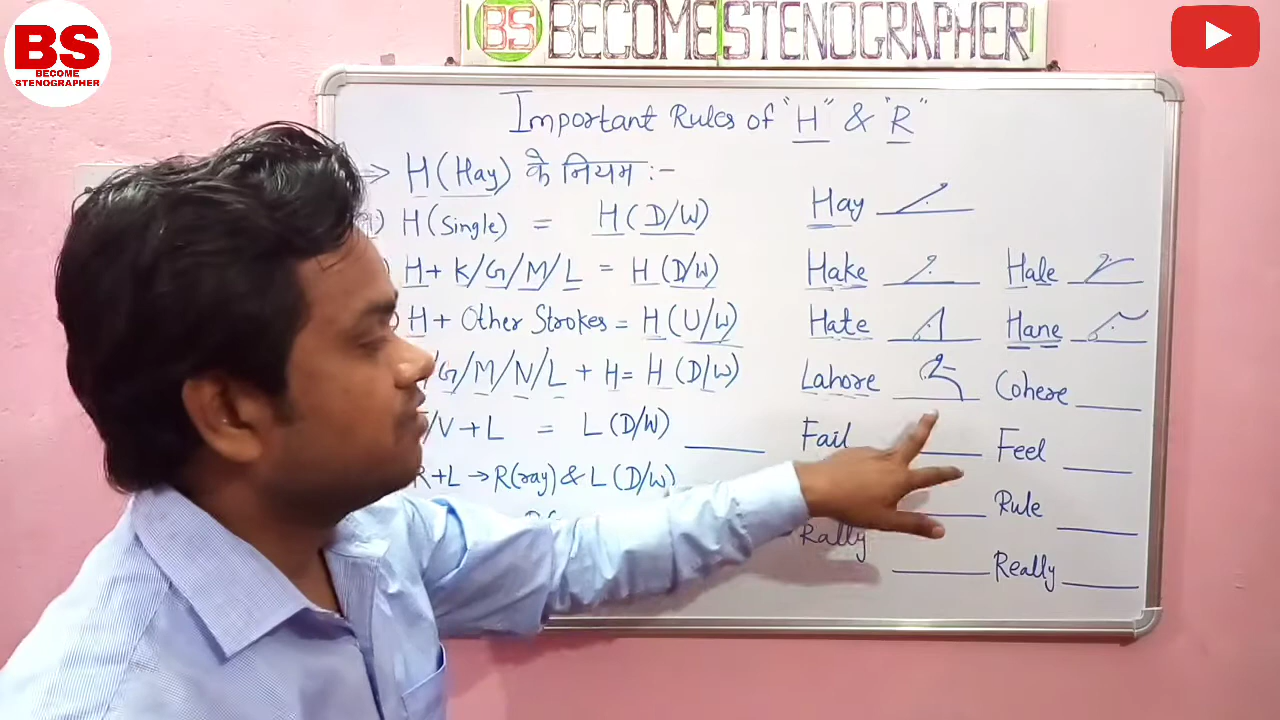 BS
BECOME
STENOGRAPHER
BS BECOME STENOGRAPHER
Important Rules of "H" & "R"
→ H (Hay) के नियम :-
H (Single) = H (D/W)
H + K/G/M/L = H (D/W)
H + Other Strokes = H (U/W)
/G/M/N/L + H = H (D/W)
/V + L = L (D/W)
R + L → R (ray) & L (D/W)
Hay
Hake Hale
Hate Hane
Lahore Cohere
Fail Feel
Rule
Rally Really